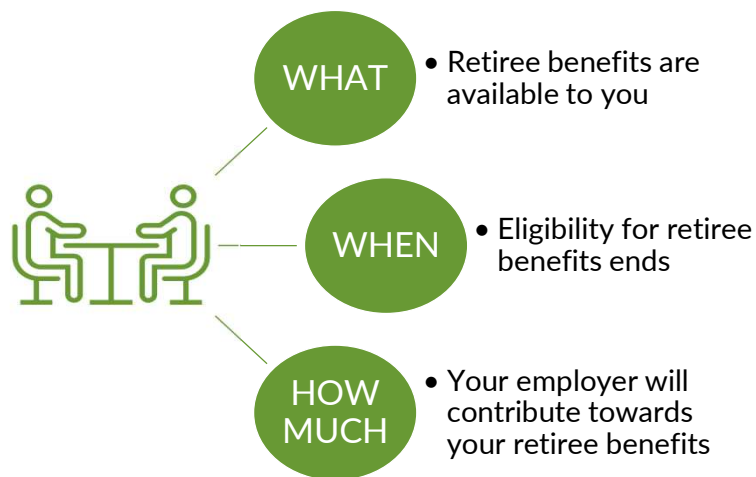 WHAT
• Retiree benefits are
available to you
WHEN
• Eligibility for retiree
benefits ends
HOW
MUCH
• Your employer will
contribute towards
your retiree benefits